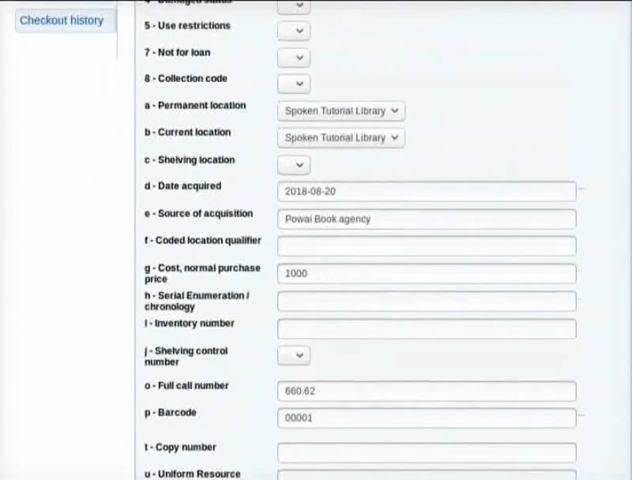 4 - Damaged status
Checkout history
5 - Use restrictions
7 - Not for loan
8 - Collection code
a - Permanent location
Spoken Tutorial Library
b - Current location
Spoken Tutorial Library
c - Shelving location
d - Date acquired
2018-08-20
e - Source of acquisition
Powai Book agency
f - Coded location qualifier
g - Cost, normal purchase
price
1000
h - Serial Enumeration /
chronology
i - Inventory number
j - Shelving control
number
o - Full call number
660.62
p - Barcode
00001
t - Copy number
u - Uniform Resource